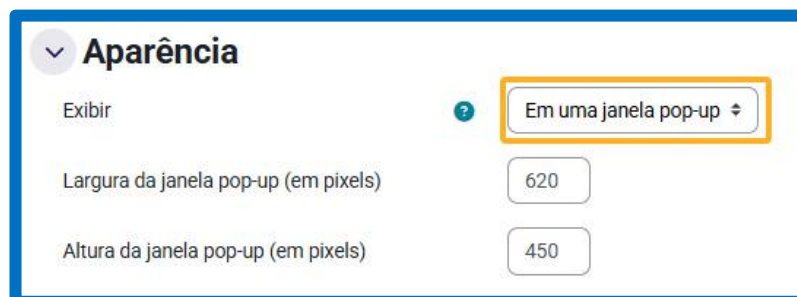 Aparência
Exibir ? Em uma janela pop-up
Largura da janela pop-up (em pixels) 620
Altura da janela pop-up (em pixels) 450